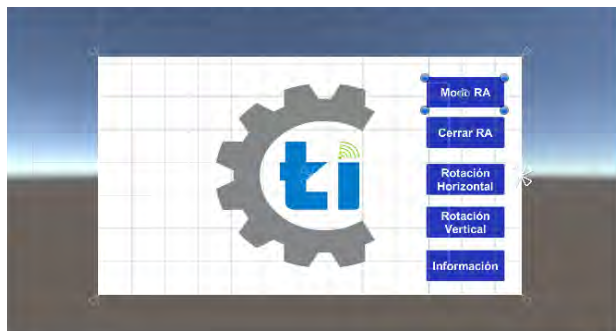 ti
Modo RA
Cerrar RA
Rotación
Horizontal
Rotación
Vertical
Información